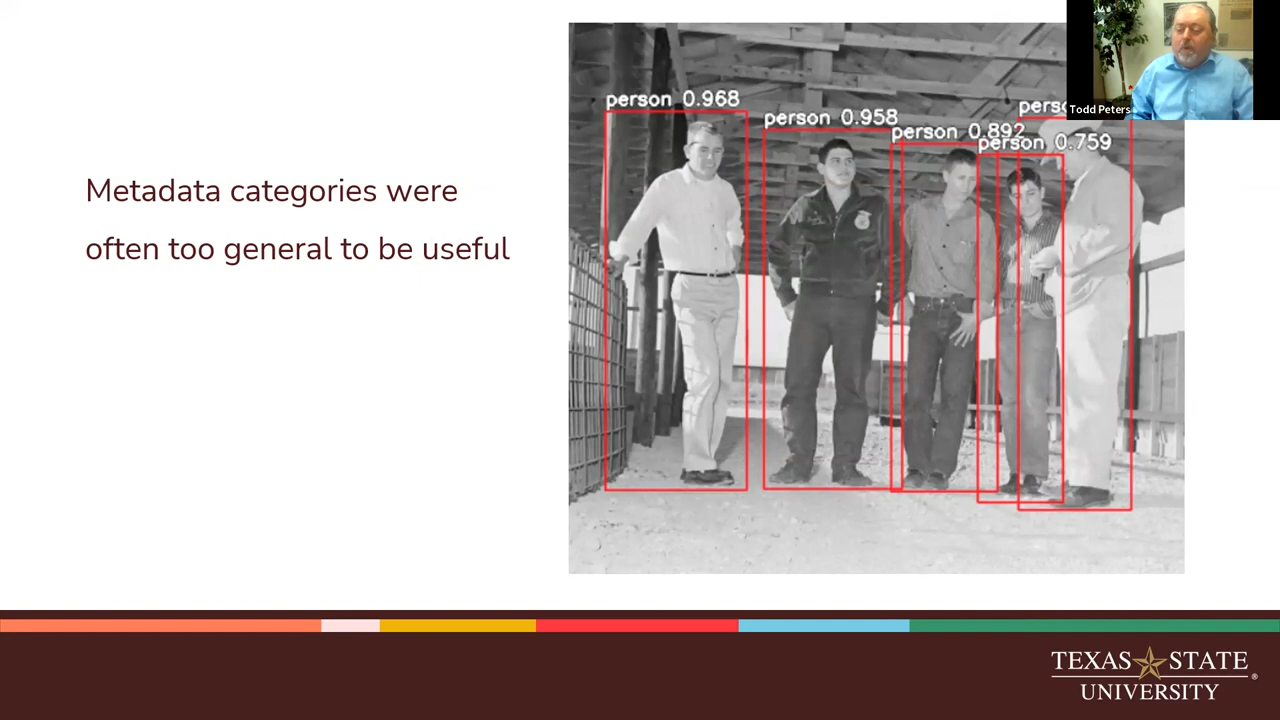 Metadata categories were
often too general to be useful
person 0.968
person 0.958
person 0.892
person 0.759
Todd Peters
TEXAS STATE
UNIVERSITY
®